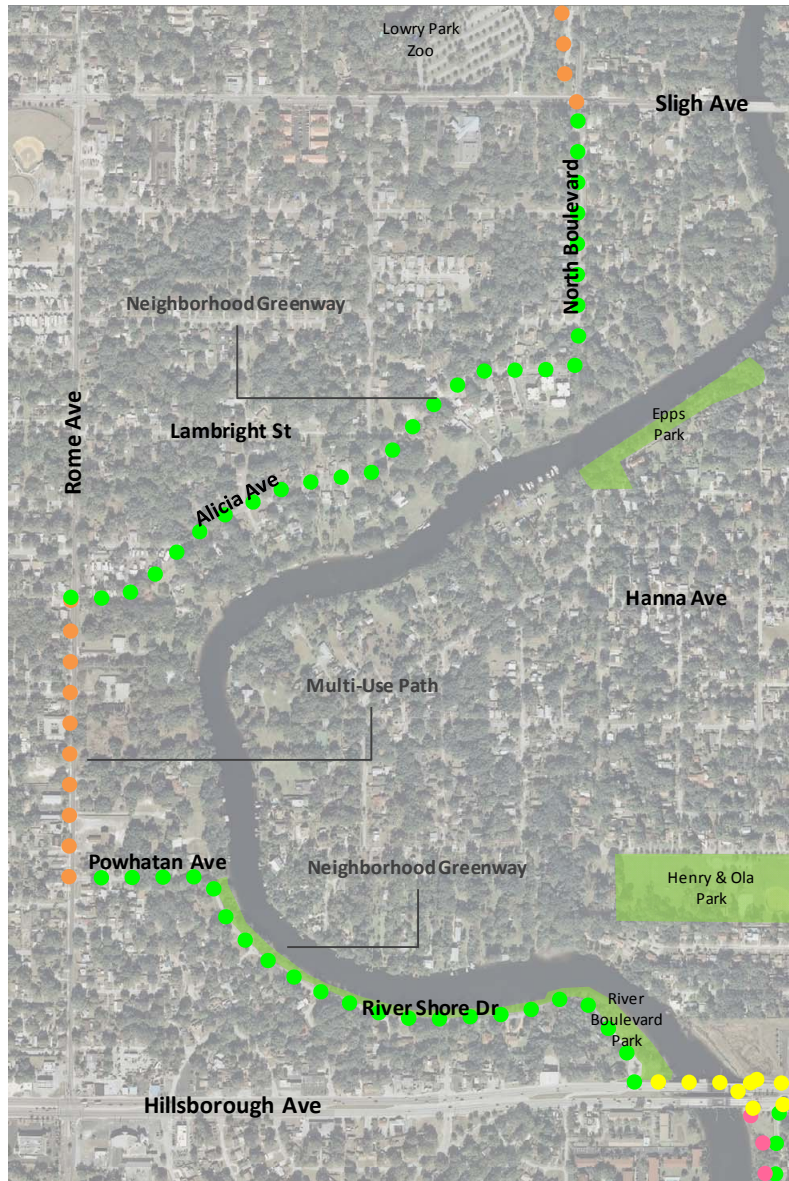 Lowry Park
Zoo
Sligh Ave
North Boulevard
Neighborhood Greenway
Rome Ave
Lambright St
Epps
Park
Alicia Ave
Hanna Ave
Multi-Use Path
Powhatan Ave
Neighborhood Greenway
Henry & Ola
Park
River Shore Dr
River
Boulevard
Park
Hillsborough Ave